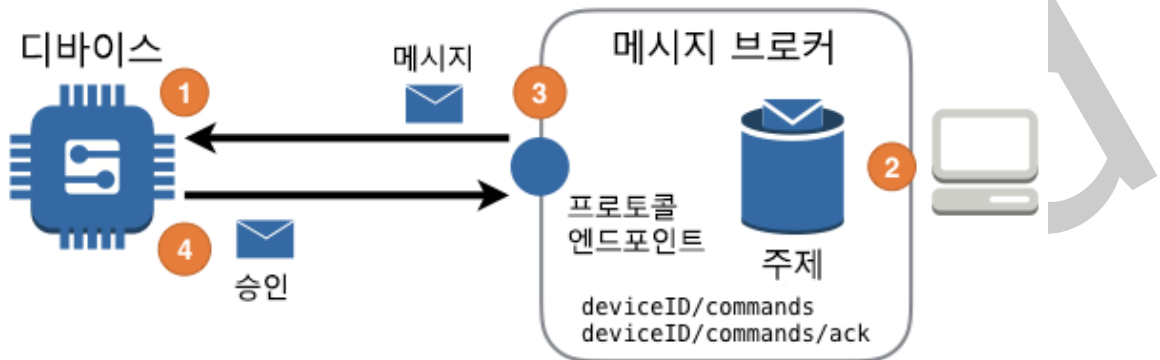 디바이스
1
메시지
3
메시지 브로커
2
프로토콜
엔드포인트
주제
4
승인
deviceID/commands
deviceID/commands/ack